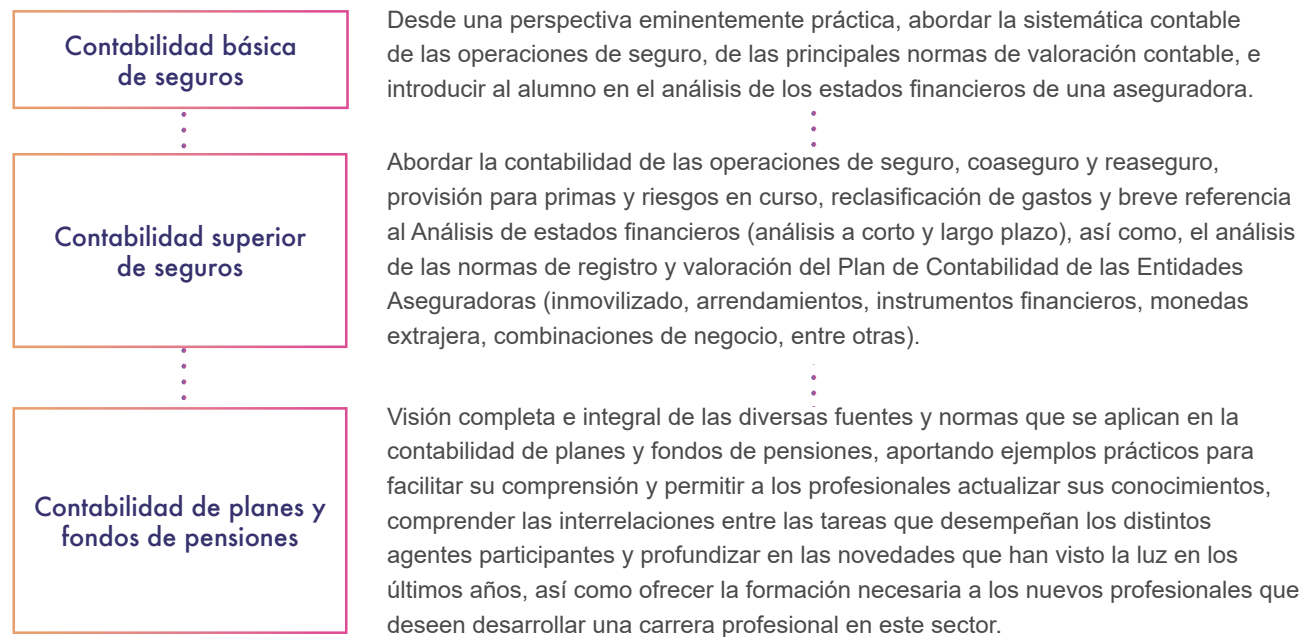 Contabilidad básica
de seguros
Desde una perspectiva eminentemente práctica, abordar la sistemática contable
de las operaciones de seguro, de las principales normas de valoración contable, e
introducir al alumno en el análisis de los estados financieros de una aseguradora.
Contabilidad superior
de seguros
Abordar la contabilidad de las operaciones de seguro, coaseguro y reaseguro,
provisión para primas y riesgos en curso, reclasificación de gastos y breve referencia
al Análisis de estados financieros (análisis a corto y largo plazo), así como, el análisis
de las normas de registro y valoración del Plan de Contabilidad de las Entidades
Aseguradoras (inmovilizado, arrendamientos, instrumentos financieros, monedas
extrajera, combinaciones de negocio, entre otras).
Contabilidad de planes y
fondos de pensiones
Visión completa e integral de las diversas fuentes y normas que se aplican en la
contabilidad de planes y fondos de pensiones, aportando ejemplos prácticos para
facilitar su comprensión y permitir a los profesionales actualizar sus conocimientos,
comprender las interrelaciones entre las tareas que desempeñan los distintos
agentes participantes y profundizar en las novedades que han visto la luz en los
últimos años, así como ofrecer la formación necesaria a los nuevos profesionales que
deseen desarrollar una carrera profesional en este sector.